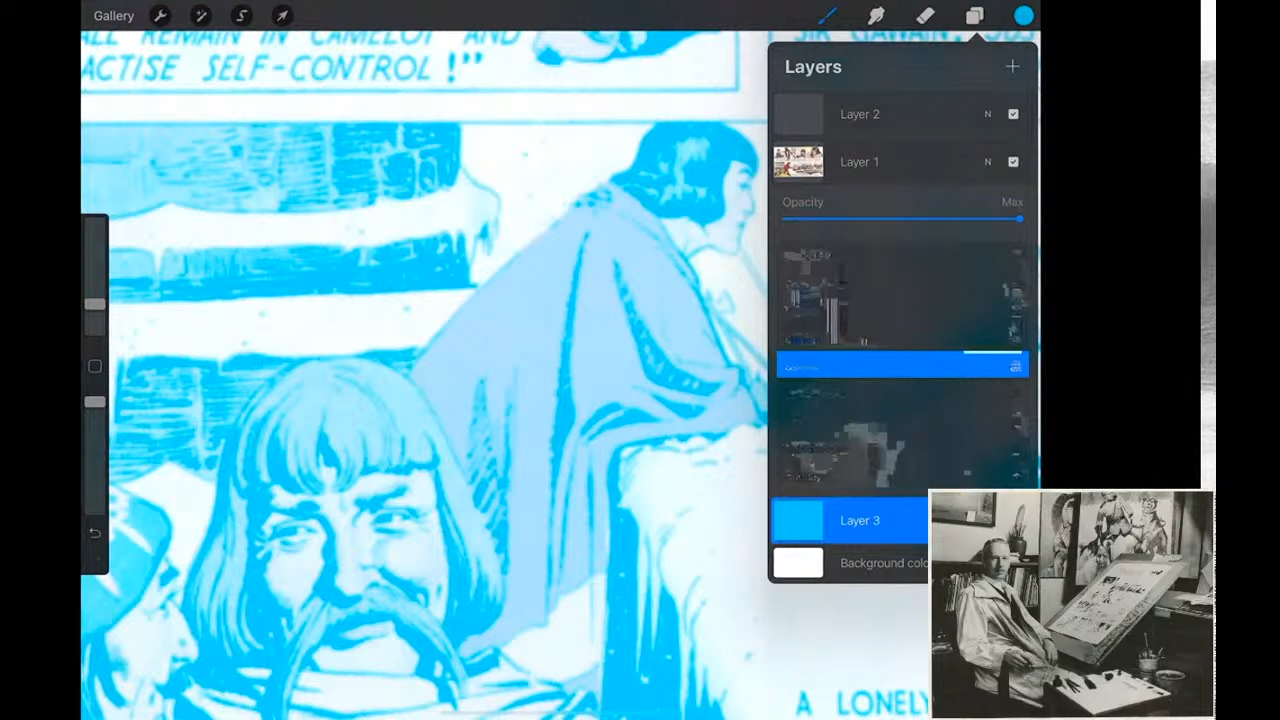 Gallery
ALL REMAIN IN CAMELOT AND
ACTISE SELF-CONTROL!”
SIR GAWAIN,
Layers
Layer 2
N
Layer 1
N
Opacity
Max
Layer 3
Background colo
A LONELY